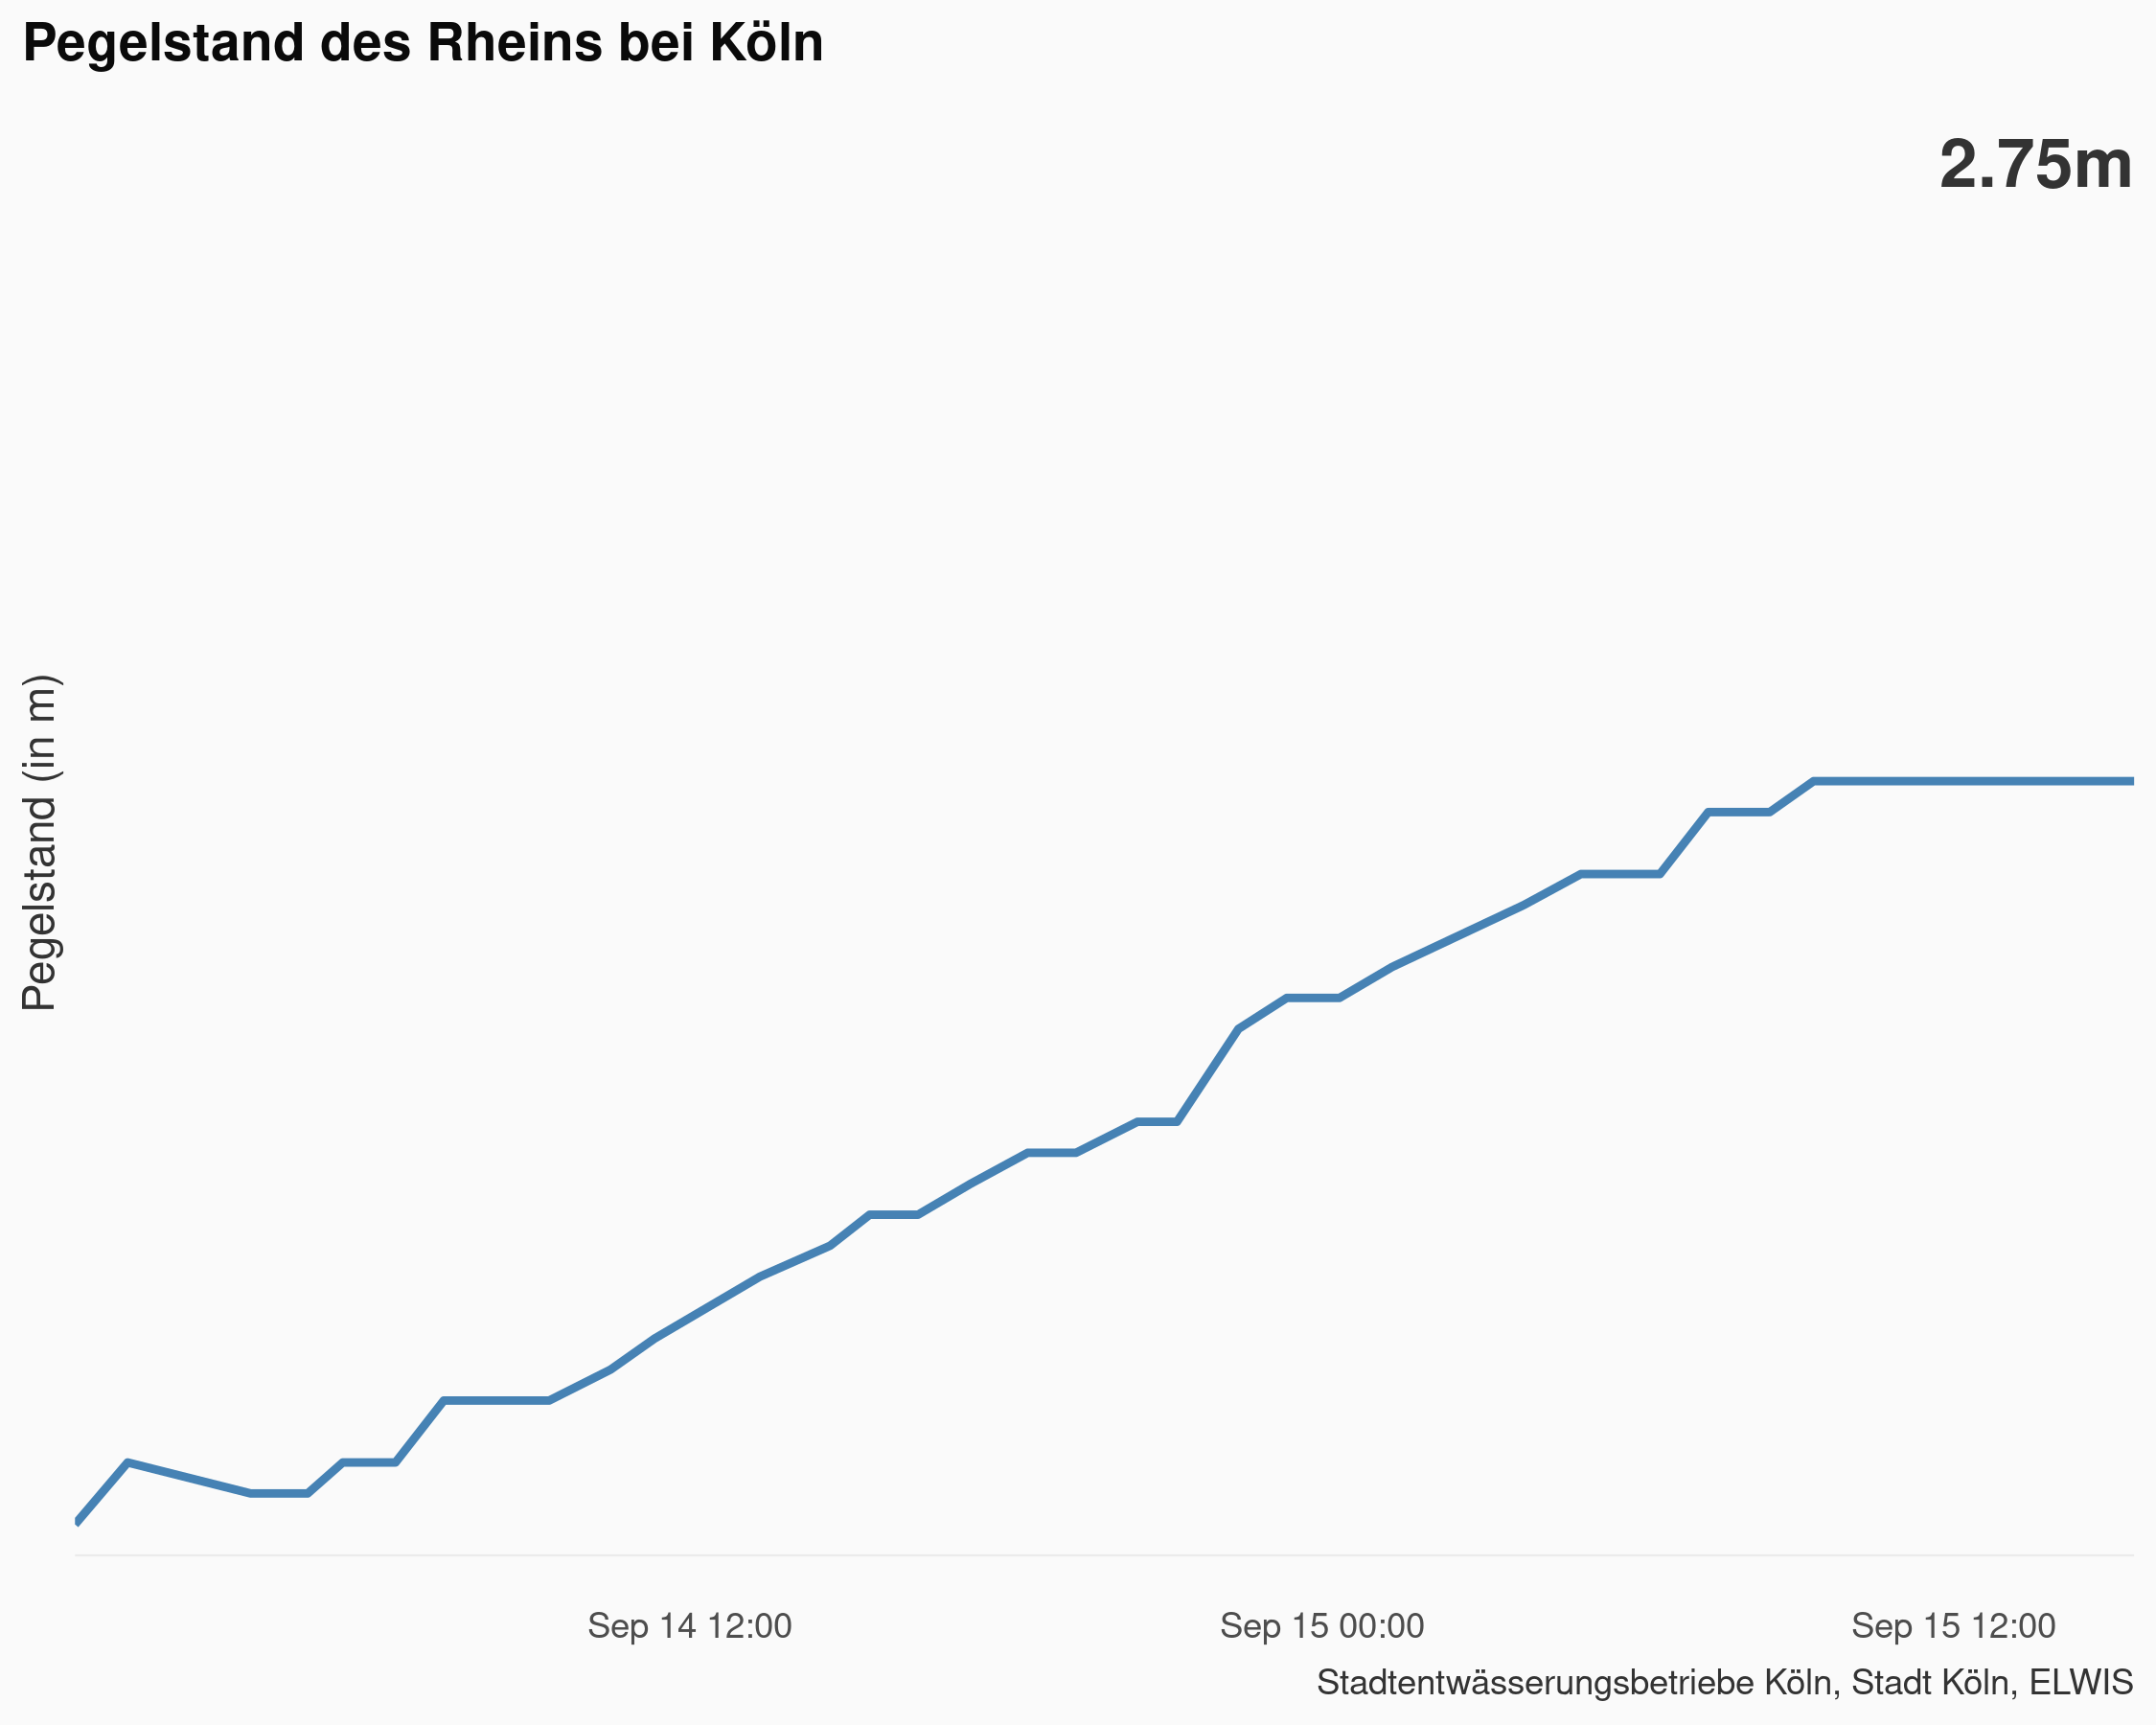 Pegelstand des Rheins bei Köln
2.75m
Pegelstand (in m)
Sep 14 12:00
Sep 15 00:00
Sep 15 12:00
Stadtentwässerungsbetriebe Köln, Stadt Köln, ELWIS